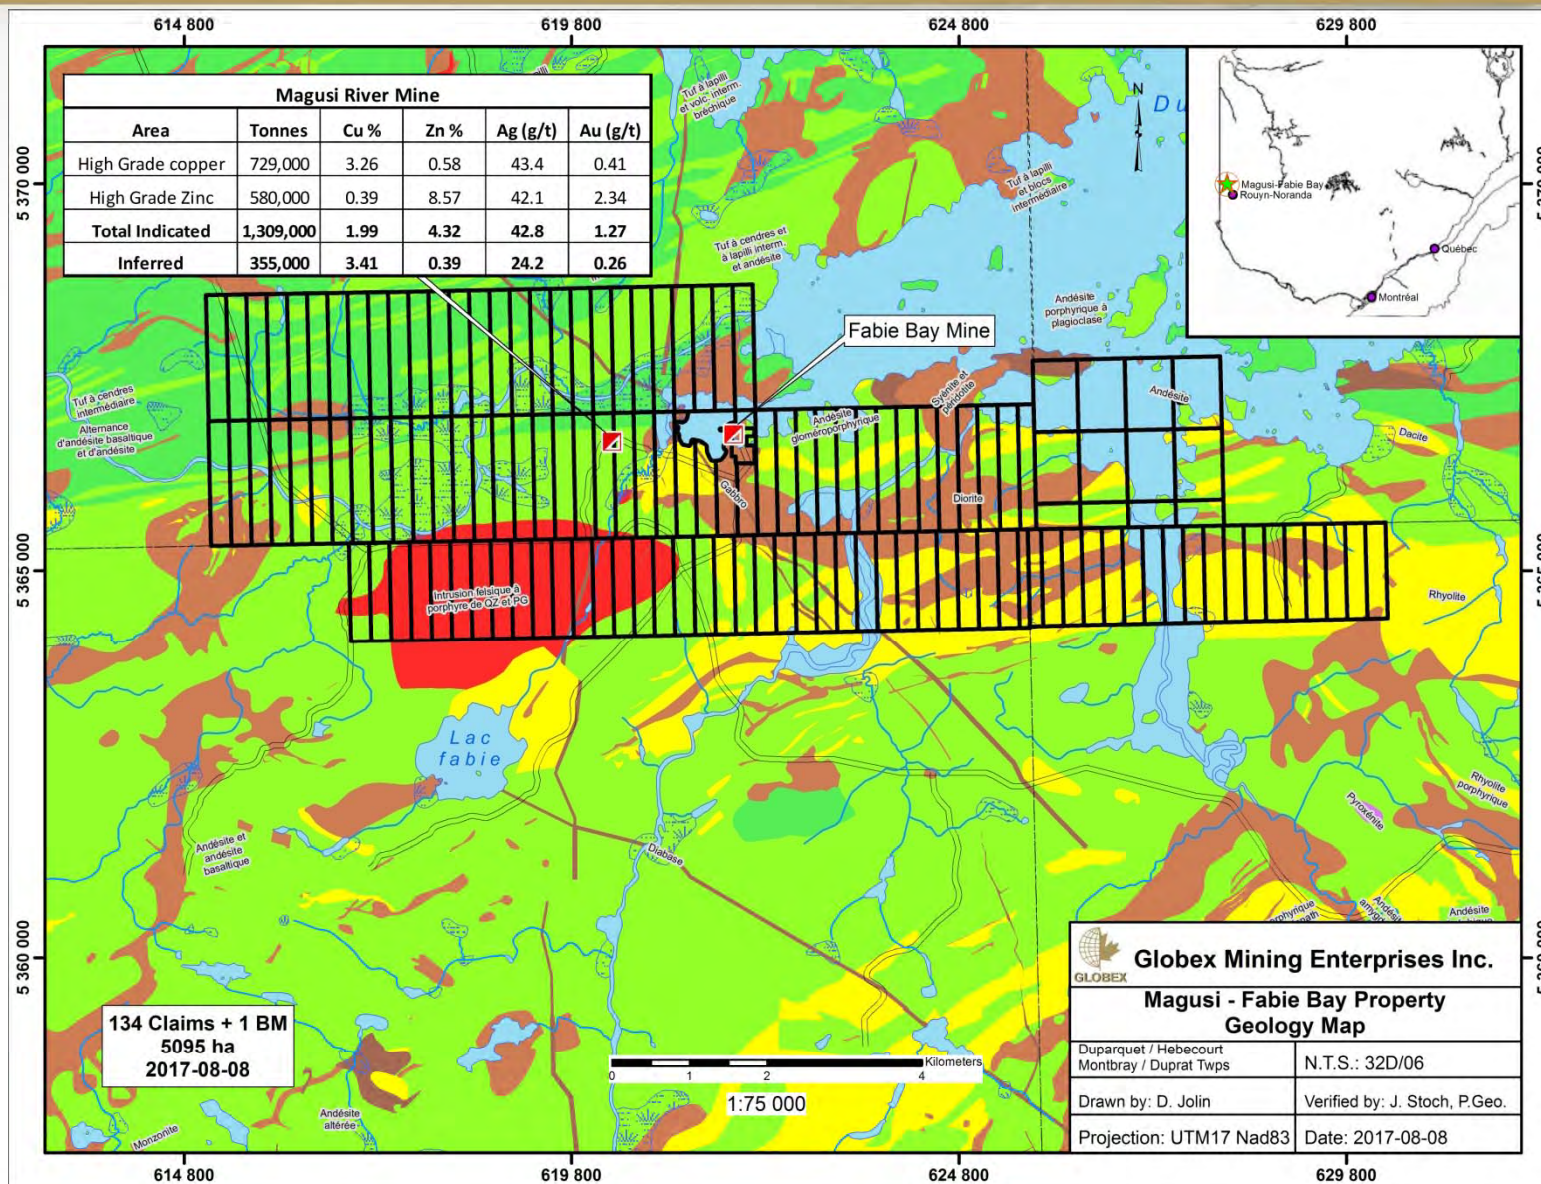 614 800
619 800
624 800
629 800
Magusi River Mine
Area Tonnes Cu % Zn % Ag (g/t) Au (g/t)
High Grade copper 729,000 3.26 0.58 43.4 0.41
High Grade Zinc 580,000 0.39 8.57 42.1 2.34
Total Indicated 1,309,000 1.99 4.32 42.8 1.27
Inferred 355,000 3.41 0.39 24.2 0.26
Tuf à lapilli
et volc. interm.
bréchique
N
Du
Magusi-Fabie Bay
Rouyn-Noranda
Québec
Montréal
5 370 000
Tuf à lapilli
et blocs
intermédiaire
Tuf à cendres et
à lapilli interm.
et andésite
Andésite
porphyrique à
plagioclase
Fabie Bay Mine
Syénite et
péridotite
Andésite
Tuf à cendres
intermédiaire
Alternance
d'andésite basaltique
et d'andésite
Andésite
gloméroporphyrique
Dacite
Gabbro
Diorite
5 365 000
Intrusion felsique à
porphyre de QZ et PG
Rhyolite
Lac
fabie
Rhyolite
porphyrique
Pyroxénite
Andésite et
andésite
basaltique
Diabase
Andésite
5 360 000
134 Claims + 1 BM
5095 ha
2017-08-08
Andésite
altérée
Monzonite
0 1 2 4 Kilometers
1:75 000
GLOBEX
Globex Mining Enterprises Inc.
Magusi - Fabie Bay Property
Geology Map
Duparquet / Hebecourt
Montbray / Duprat Twps
N.T.S.: 32D/06
Drawn by: D. Jolin
Verified by: J. Stoch, P.Geo.
Projection: UTM17 Nad83
Date: 2017-08-08
614 800
619 800
624 800
629 800